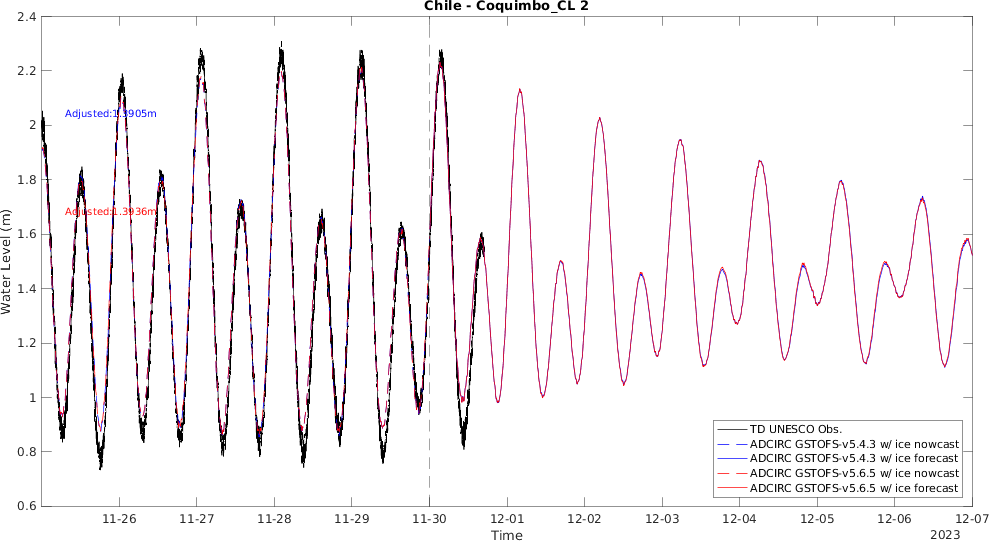 Chile - Coquimbo_CL 2
2.4
2.2
2
1.8
1.6
1.4
1.2
1
0.8
0.6
Water Level (m)
Adjusted:1.3905m
Adjusted:1.3936m
TD UNESCO Obs.
ADCIRC GSTOFS-v5.4.3 w/ ice nowcast
ADCIRC GSTOFS-v5.4.3 w/ ice forecast
ADCIRC GSTOFS-v5.6.5 w/ ice nowcast
ADCIRC GSTOFS-v5.6.5 w/ ice forecast
11-26 11-27 11-28 11-29 11-30 12-01 12-02 12-03 12-04 12-05 12-06 12-07
Time
2023